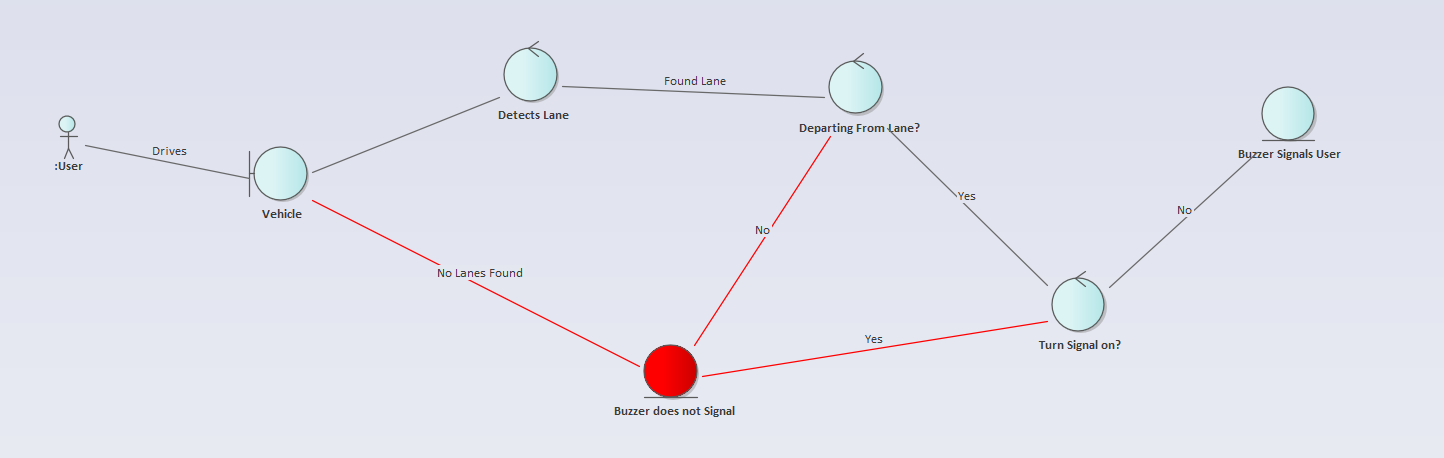 Found Lane
Detects Lane
Departing From Lane?
Drives
:User
Buzzer Signals User
Yes
Vehicle
No
No
No Lanes Found
Yes
Turn Signal on?
Buzzer does not Signal